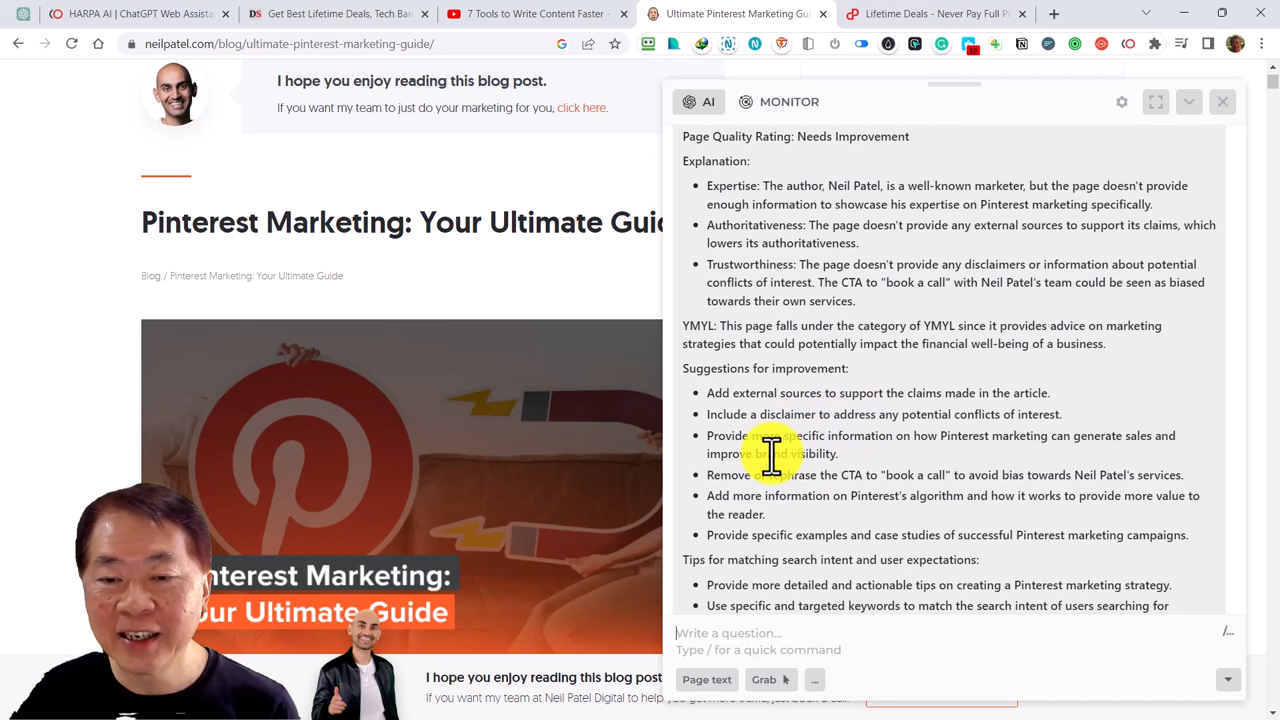 HARPA AI | ChatGPT Web Assista
Get Best Lifetime Deals, Tech Bar
7 Tools to Write Content Faster -
Ultimate Pinterest Marketing Gui
Lifetime Deals - Never Pay Full P
neilpatel.com/blog/ultimate-pinterest-marketing-guide/
I hope you enjoy reading this blog post.
If you want my team to just do your marketing for you, click here.
Pinterest Marketing: Your Ultimate Guid
Blog / Pinterest Marketing: Your Ultimate Guide
nterest Marketing:
our Ultimate Guide
I hope you enjoy reading this blog post
If you want my team at Neil Patel Digital to help
AI
MONITOR
Page Quality Rating: Needs Improvement
Explanation:
• Expertise: The author, Neil Patel, is a well-known marketer, but the page doesn't provide
enough information to showcase his expertise on Pinterest marketing specifically.
• Authoritativeness: The page doesn't provide any external sources to support its claims, which
lowers its authoritativeness.
• Trustworthiness: The page doesn't provide any disclaimers or information about potential
conflicts of interest. The CTA to "book a call" with Neil Patel's team could be seen as biased
towards their own services.
YMYL: This page falls under the category of YMYL since it provides advice on marketing
strategies that could potentially impact the financial well-being of a business.
Suggestions for improvement:
• Add external sources to support the claims made in the article.
• Include a disclaimer to address any potential conflicts of interest.
• Provide more specific information on how Pinterest marketing can generate sales and
improve brand visibility.
• Remove or rephrase the CTA to "book a call" to avoid bias towards Neil Patel's services.
• Add more information on Pinterest's algorithm and how it works to provide more value to
the reader.
• Provide specific examples and case studies of successful Pinterest marketing campaigns.
Tips for matching search intent and user expectations:
• Provide more detailed and actionable tips on creating a Pinterest marketing strategy.
• Use specific and targeted keywords to match the search intent of users searching for
Write a question...
/...
Type / for a quick command
Page text
Grab
...